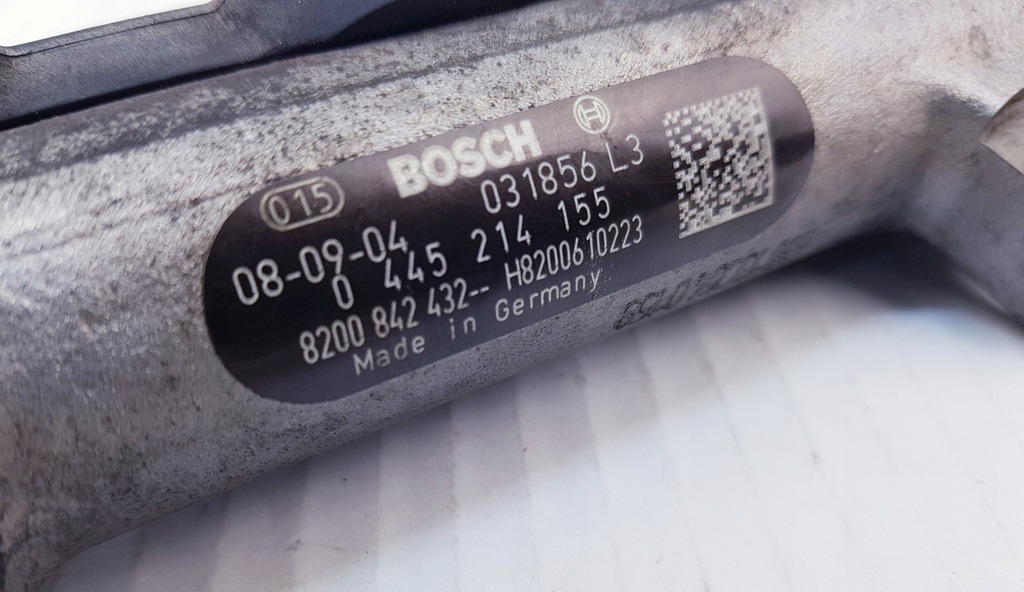 015 BOSCH
08-09-04 031856 L3
0 445 214 155
8200 842 432-- H8200610223
Made in Germany